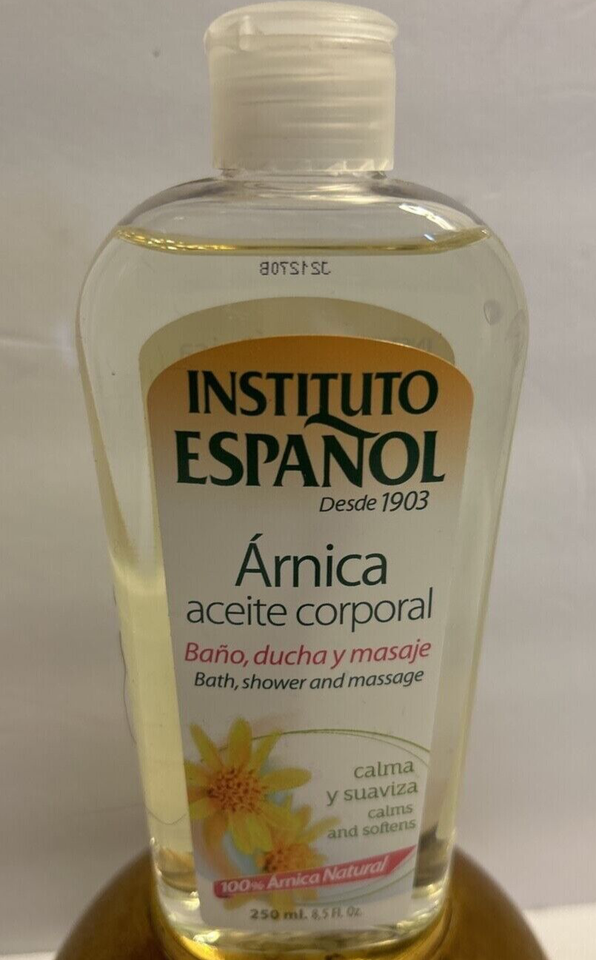 J21270B
INSTITUTO
ESPAÑOL
Desde 1903
Árnica
aceite corporal
Baño, ducha y masaje
Bath, shower and massage
calma
y suaviza
calms
and softens
100% Árnica Natural
250 ml. 8,5 Fl. Oz.